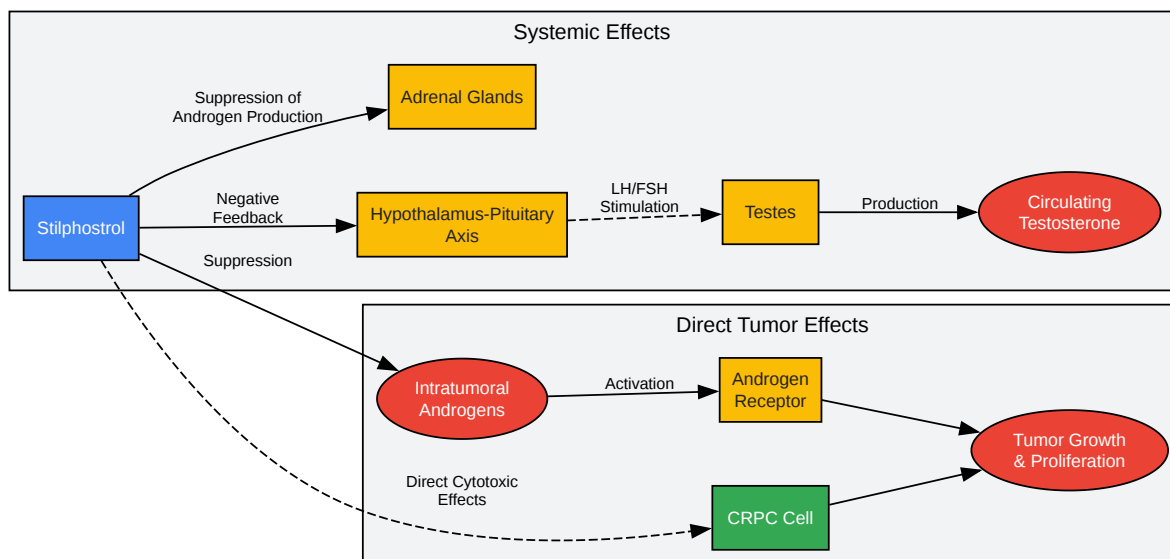 Systemic Effects
Suppression of
Androgen Production
Adrenal Glands
Stilphostrol
Negative
Feedback
Hypothalamus-Pituitary
Axis
LH/FSH
Stimulation
Testes
Production
Circulating
Testosterone
Suppression
Direct Tumor Effects
Intratumoral
Androgens
Activation
Androgen
Receptor
Tumor Growth
& Proliferation
Direct Cytotoxic
Effects
CRPC Cell